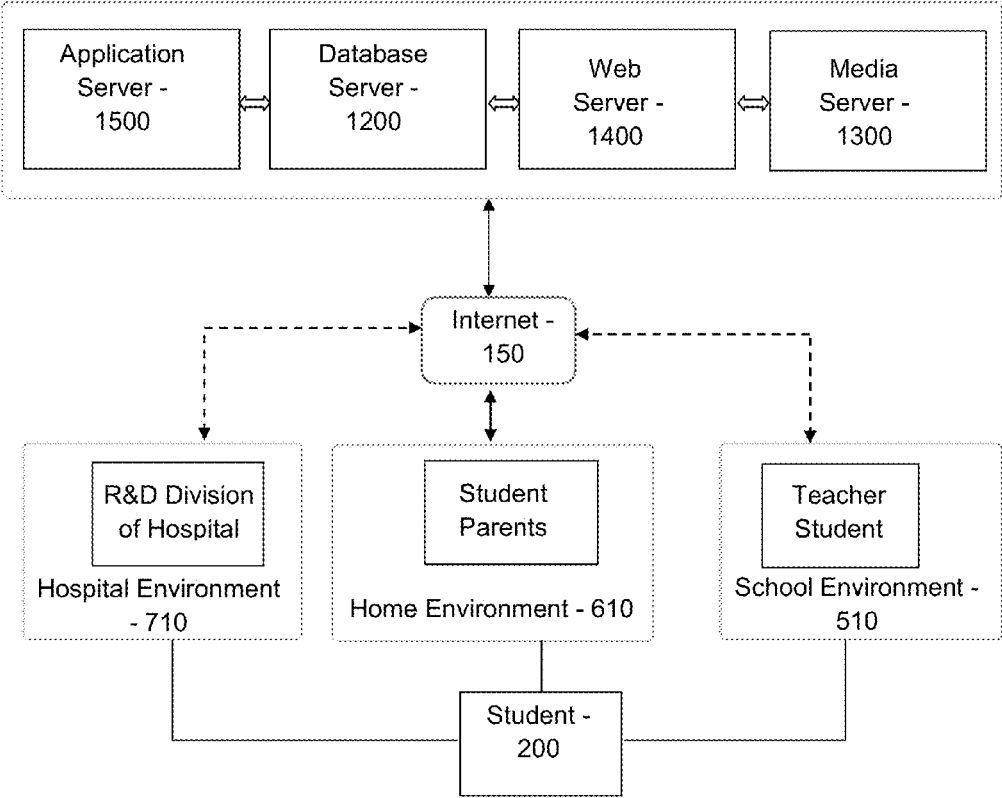 Application
Server -
1500
Database
Server -
1200
Web
Server -
1400
Media
Server -
1300
Internet -
150
R&D Division
of Hospital
Hospital Environment
- 710
Student
Parents
Home Environment - 610
Teacher
Student
School Environment -
510
Student -
200